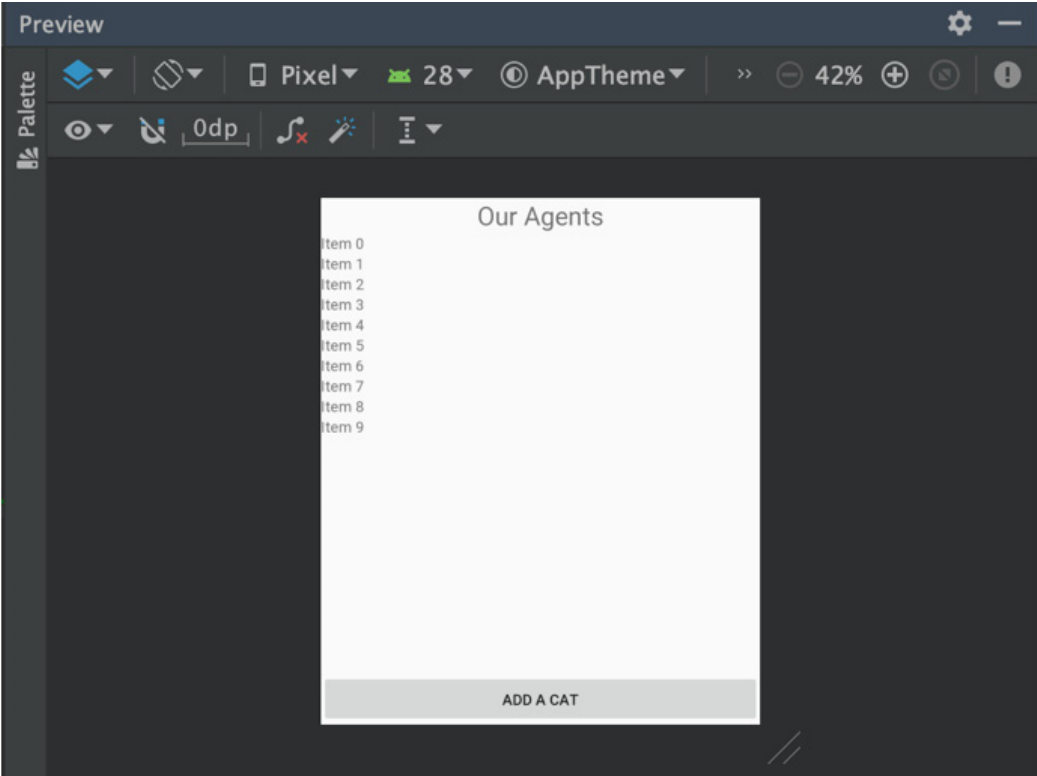 Preview
Palette
Pixel 28 AppTheme >> 42%
0dp
Our Agents
Item 0
Item 1
Item 2
Item 3
Item 4
Item 5
Item 6
Item 7
Item 8
Item 9
ADD A CAT